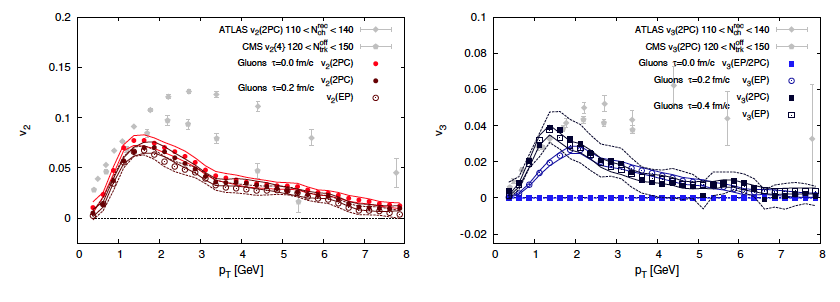 ATLAS v2(2PC) 110 < N^rec_ch < 140
CMS v2(4) 120 < N^off_trk < 150
Gluons τ=0.0 fm/c v2(2PC)
Gluons τ=0.2 fm/c v2(2PC)
v2(EP)
0.2
0.15
0.1
0.05
0
v2
0 1 2 3 4 5 6 7 8
pT [GeV]
ATLAS v3(2PC) 110 < N^rec_ch < 140
CMS v3(2PC) 120 < N^off_trk < 150
Gluons τ=0.0 fm/c v3(EP/2PC)
Gluons τ=0.2 fm/c v3(EP)
v3(2PC)
Gluons τ=0.4 fm/c
v3(EP)
0.1
0.08
0.06
0.04
0.02
0
-0.02
v3
0 1 2 3 4 5 6 7 8
pT [GeV]